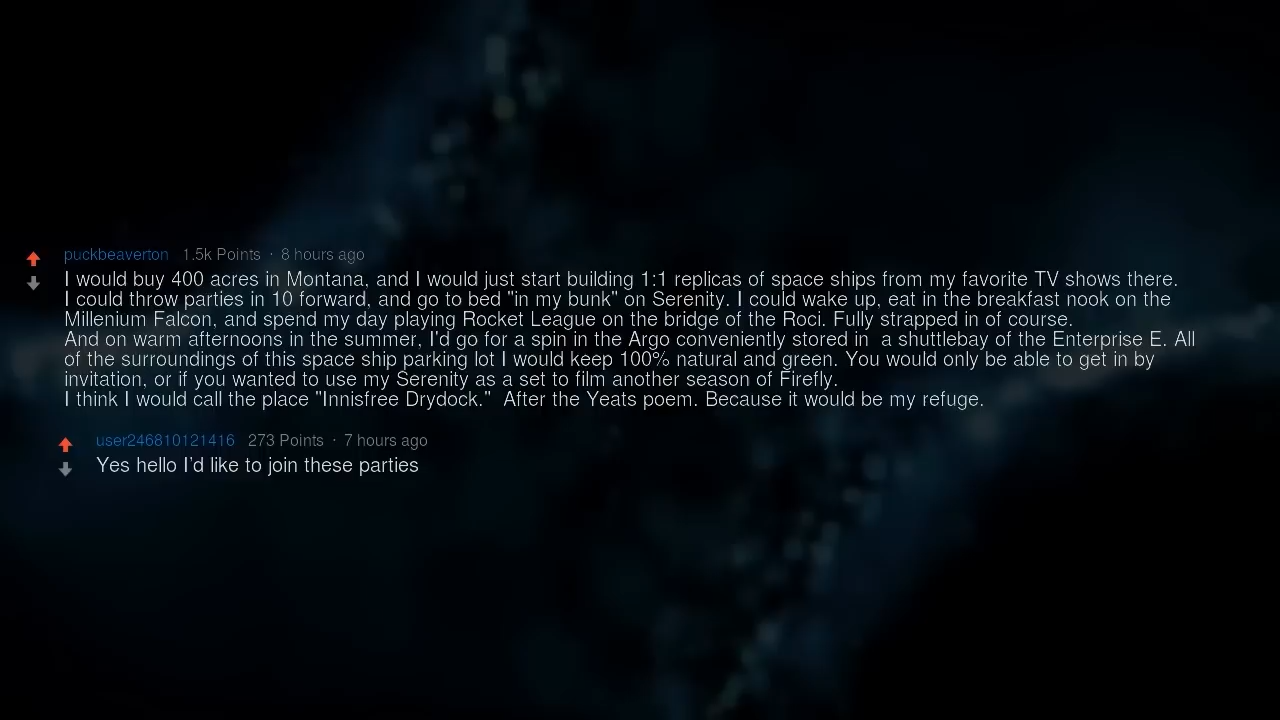 puckbeaverton 1.5k Points · 8 hours ago
I would buy 400 acres in Montana, and I would just start building 1:1 replicas of space ships from my favorite TV shows there.
I could throw parties in 10 forward, and go to bed "in my bunk" on Serenity. I could wake up, eat in the breakfast nook on the
Millenium Falcon, and spend my day playing Rocket League on the bridge of the Roci. Fully strapped in of course.
And on warm afternoons in the summer, I'd go for a spin in the Argo conveniently stored in  a shuttlebay of the Enterprise E. All
of the surroundings of this space ship parking lot I would keep 100% natural and green. You would only be able to get in by
invitation, or if you wanted to use my Serenity as a set to film another season of Firefly.
I think I would call the place "Innisfree Drydock."  After the Yeats poem. Because it would be my refuge.
user246810121416 273 Points · 7 hours ago
Yes hello I'd like to join these parties